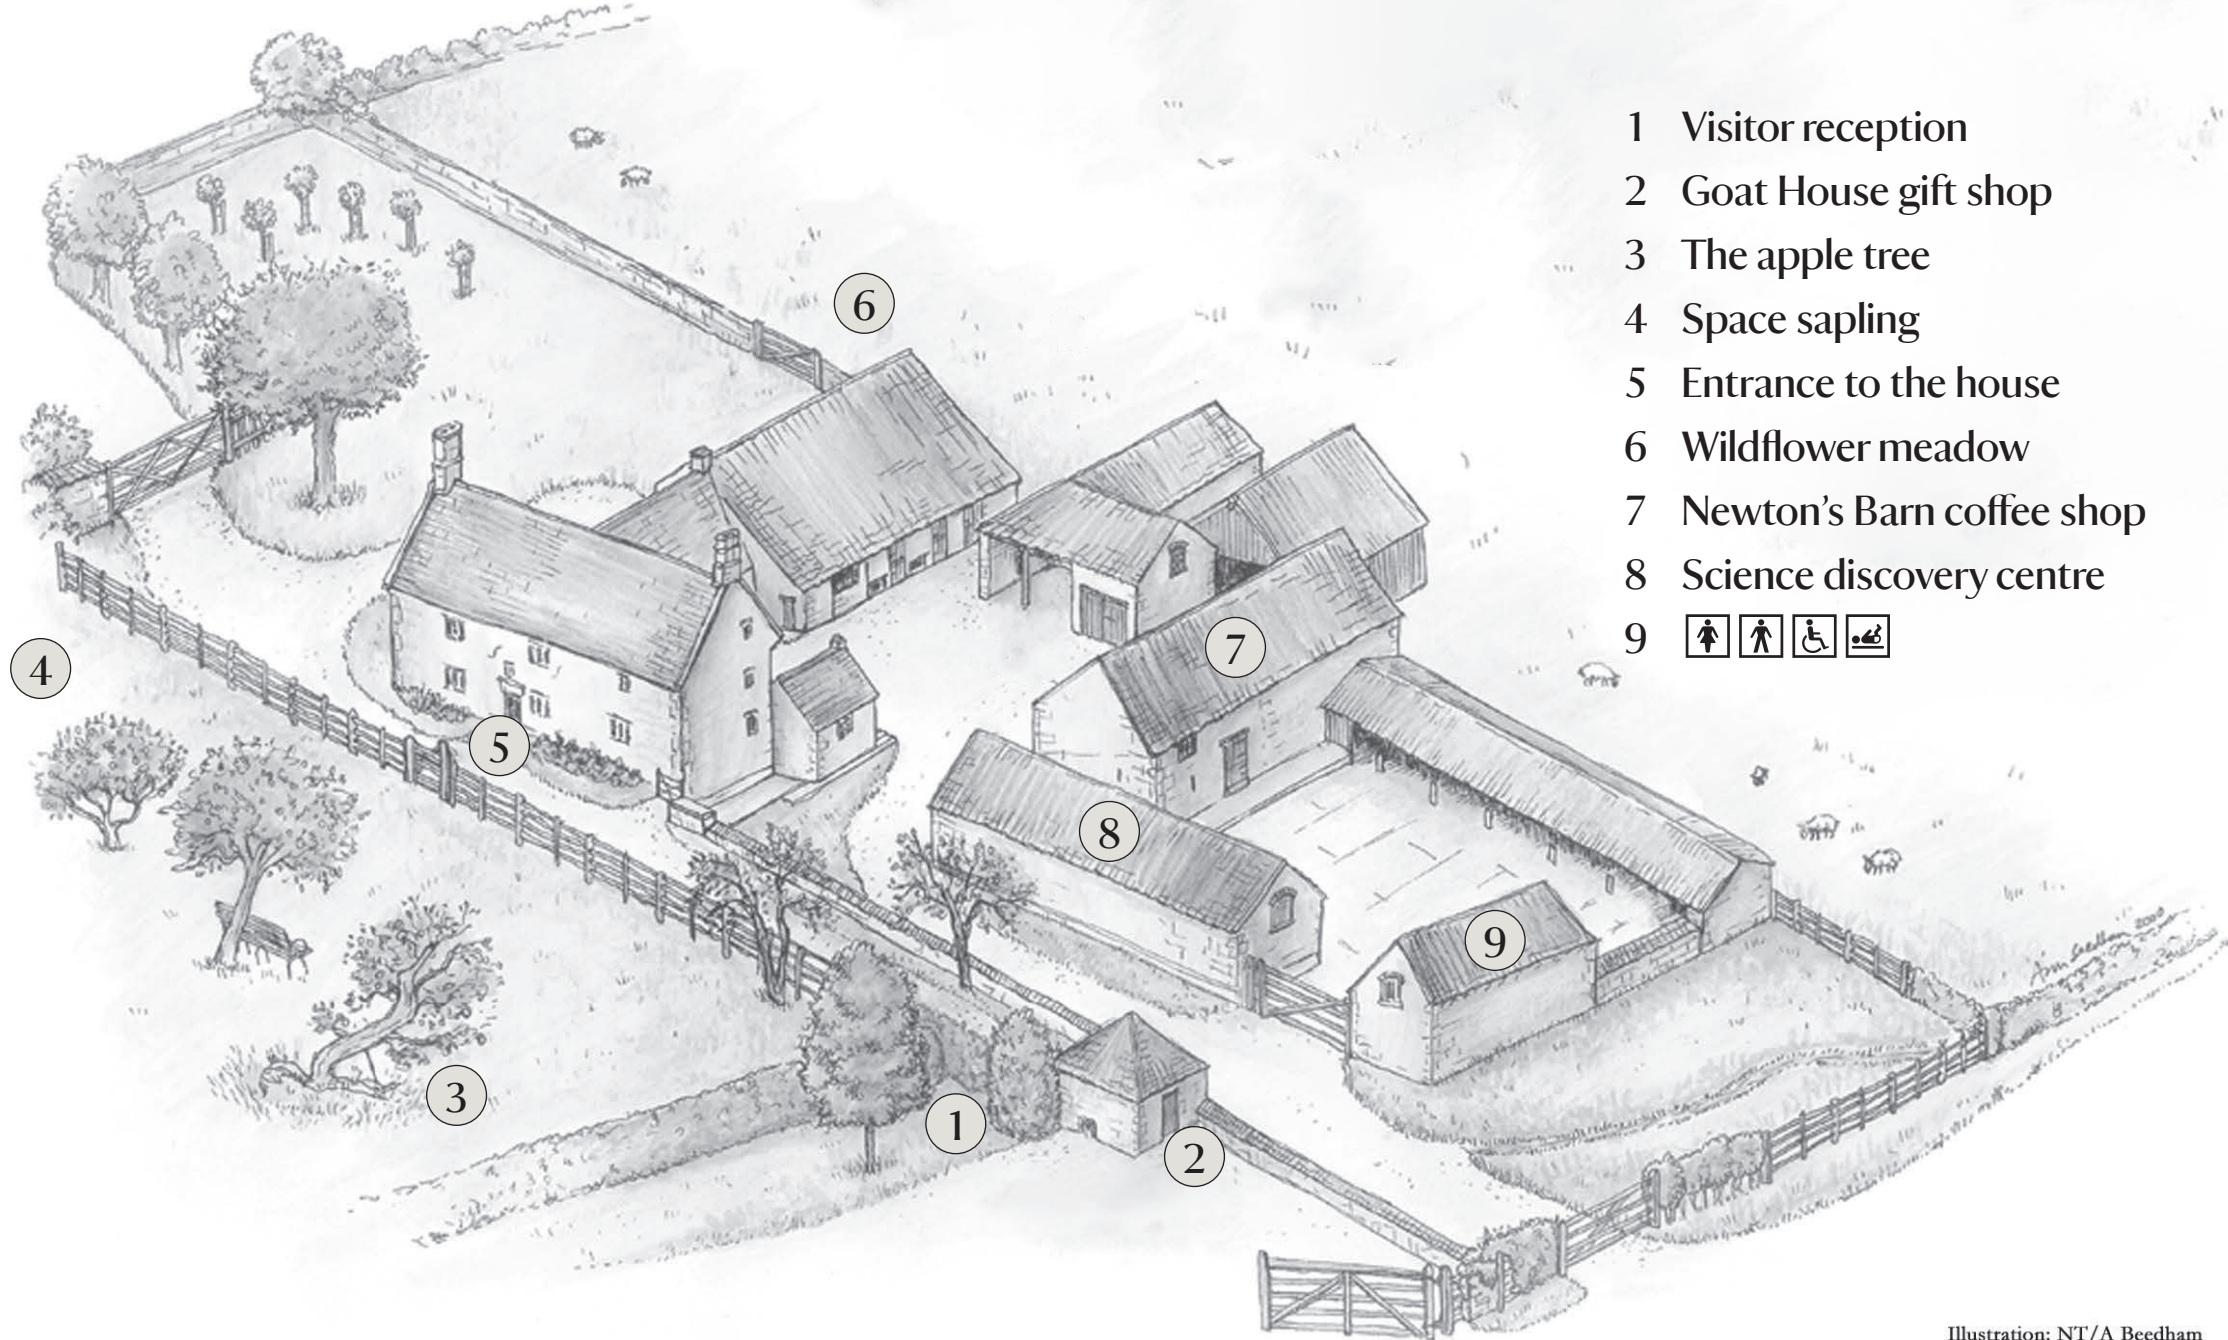 1 Visitor reception
2 Goat House gift shop
3 The apple tree
4 Space sapling
5 Entrance to the house
6 Wildflower meadow
7 Newton's Barn coffee shop
8 Science discovery centre
9
6
7
4
5
8
9
3
1
2
Illustration: NT/A Beedham